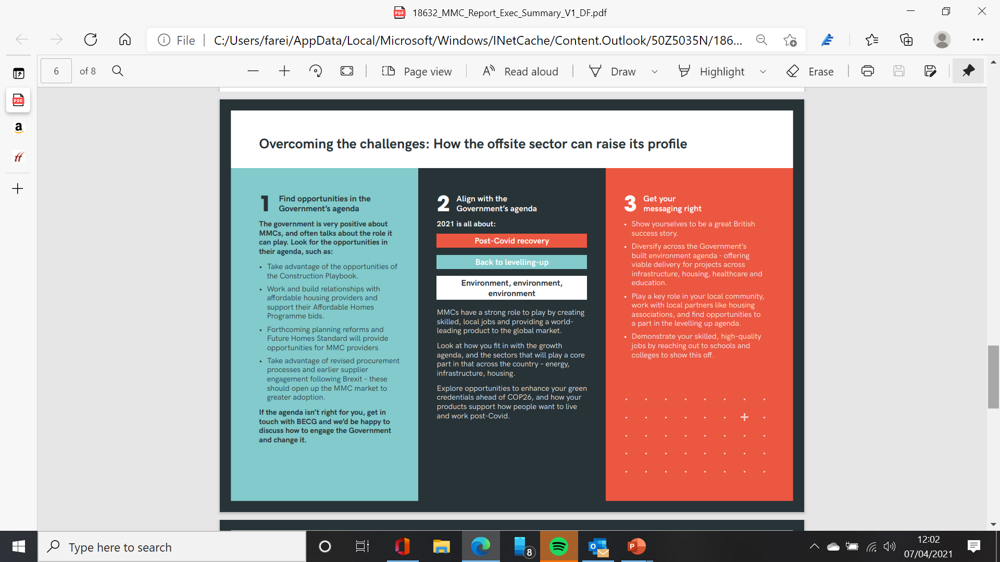 18632_MMC_Report_Exec_Summary_V1_DF.pdf
File
C:/Users/farei/AppData/Local/Microsoft/Windows/INetCache/Content.Outlook/50Z5035N/186...
6 of 8
Page view
Read aloud
Draw
Highlight
Erase
PDF
a
ff
Overcoming the challenges: How the offsite sector can raise its profile
1
Find opportunities in the
Government’s agenda
The government is very positive about
MMCs, and often talks about the role it
can play. Look for the opportunities in
their agenda, such as:
• Take advantage of the opportunities of
the Construction Playbook.
• Work and build relationships with
affordable housing providers and
support their Affordable Homes
Programme bids.
• Forthcoming planning reforms and
Future Homes Standard will provide
opportunities for MMC providers
• Take advantage of revised procurement
processes and earlier supplier
engagement following Brexit – these
should open up the MMC market to
greater adoption.
If the agenda isn’t right for you, get in
touch with BECG and we’d be happy to
discuss how to engage the Government
and change it.
2
Align with the
Government’s agenda
2021 is all about:
Post-Covid recovery
Back to levelling-up
Environment, environment,
environment
MMCs have a strong role to play by creating
skilled, local jobs and providing a world-
leading product to the global market.
Look at how you fit in with the growth
agenda, and the sectors that will play a core
part in that across the country – energy,
infrastructure, housing.
Explore opportunities to enhance your green
credentials ahead of COP26, and how your
products support how people want to live
and work post-Covid.
3
Get your
messaging right
• Show yourselves to be a great British
success story.
• Diversify across the Government’s
built environment agenda - offering
viable delivery for projects across
infrastructure, housing, healthcare and
education.
• Play a key role in your local community,
work with local partners like housing
associations, and find opportunities to
a part in the levelling up agenda.
• Demonstrate your skilled, high-quality
jobs by reaching out to schools and
colleges to show this off.
Type here to search
8
12:02
07/04/2021